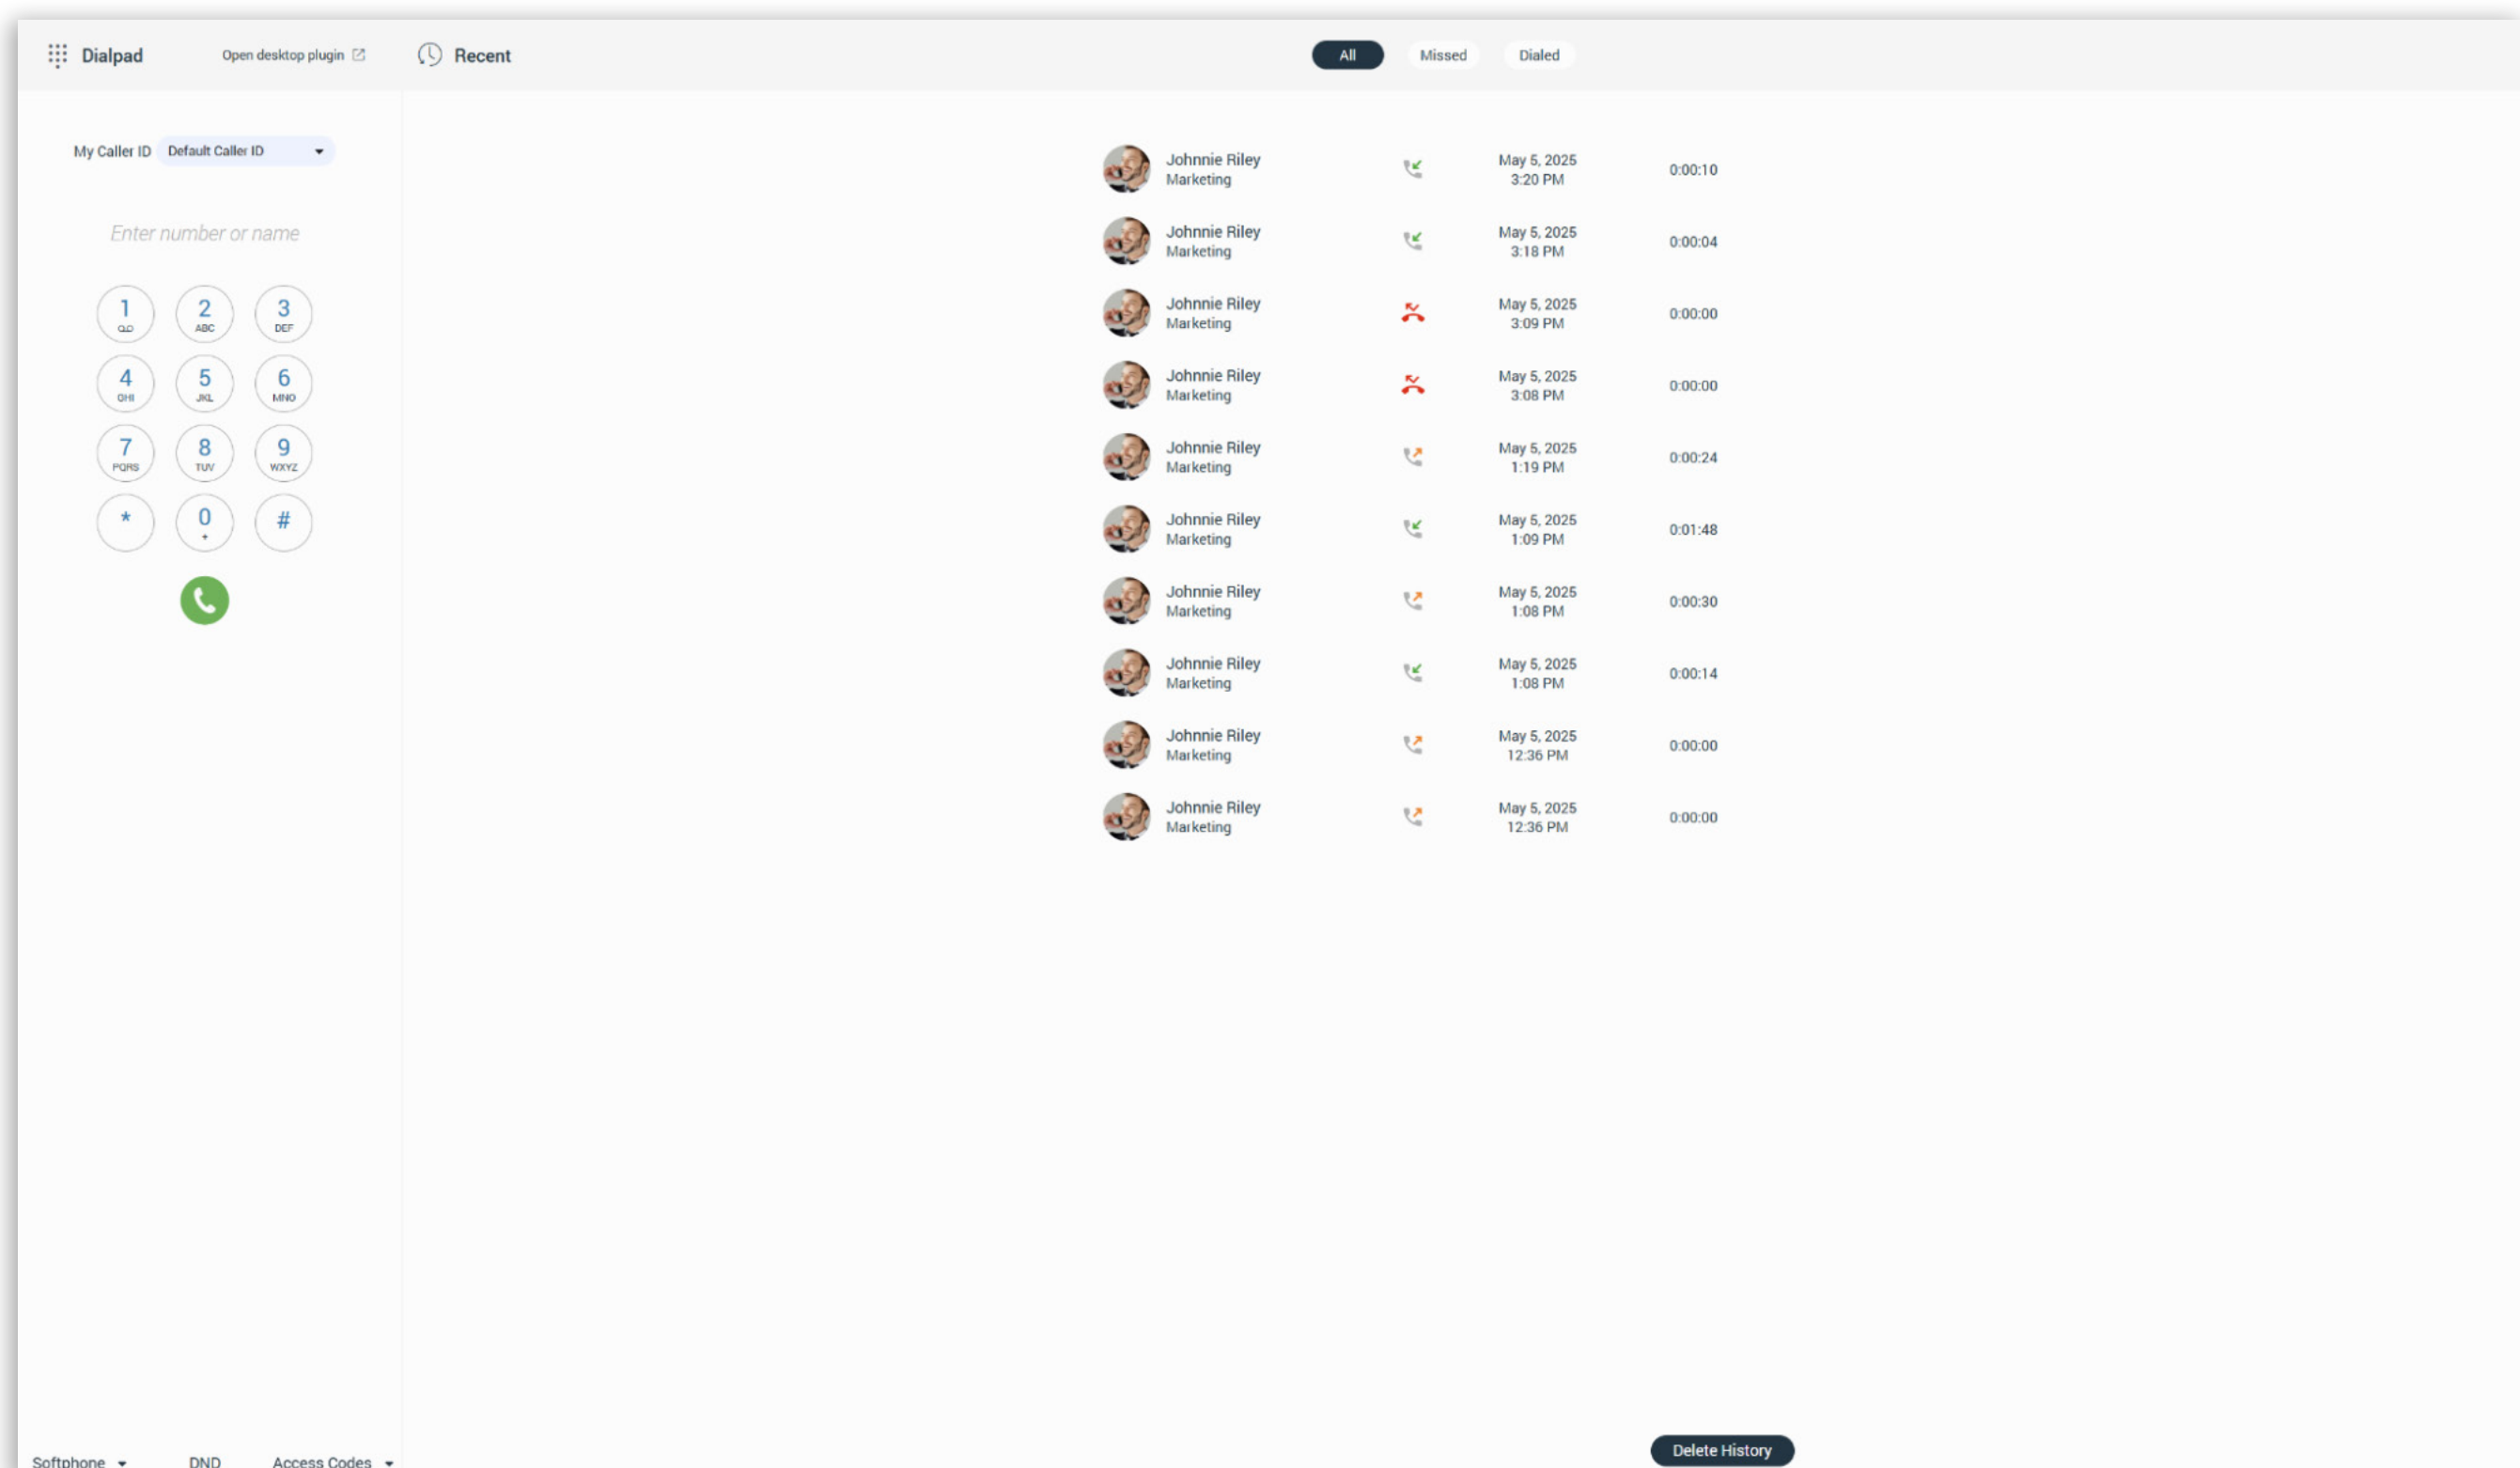 Dialpad
Open desktop plugin
Recent
All
Missed
Dialed
My Caller ID
Default Caller ID
Enter number or name
1
2
ABC
3
DEF
4
GHI
5
JKL
6
MNO
7
PQRS
8
TUV
9
WXYZ
*
0
+
#
Johnnie Riley
Marketing
May 5, 2025
3:20 PM
0:00:10
Johnnie Riley
Marketing
May 5, 2025
3:18 PM
0:00:04
Johnnie Riley
Marketing
May 5, 2025
3:09 PM
0:00:00
Johnnie Riley
Marketing
May 5, 2025
3:08 PM
0:00:00
Johnnie Riley
Marketing
May 5, 2025
1:19 PM
0:00:24
Johnnie Riley
Marketing
May 5, 2025
1:09 PM
0:01:48
Johnnie Riley
Marketing
May 5, 2025
1:08 PM
0:00:30
Johnnie Riley
Marketing
May 5, 2025
1:08 PM
0:00:14
Johnnie Riley
Marketing
May 5, 2025
12:36 PM
0:00:00
Johnnie Riley
Marketing
May 5, 2025
12:36 PM
0:00:00
Softphone
DND
Access Codes
Delete History